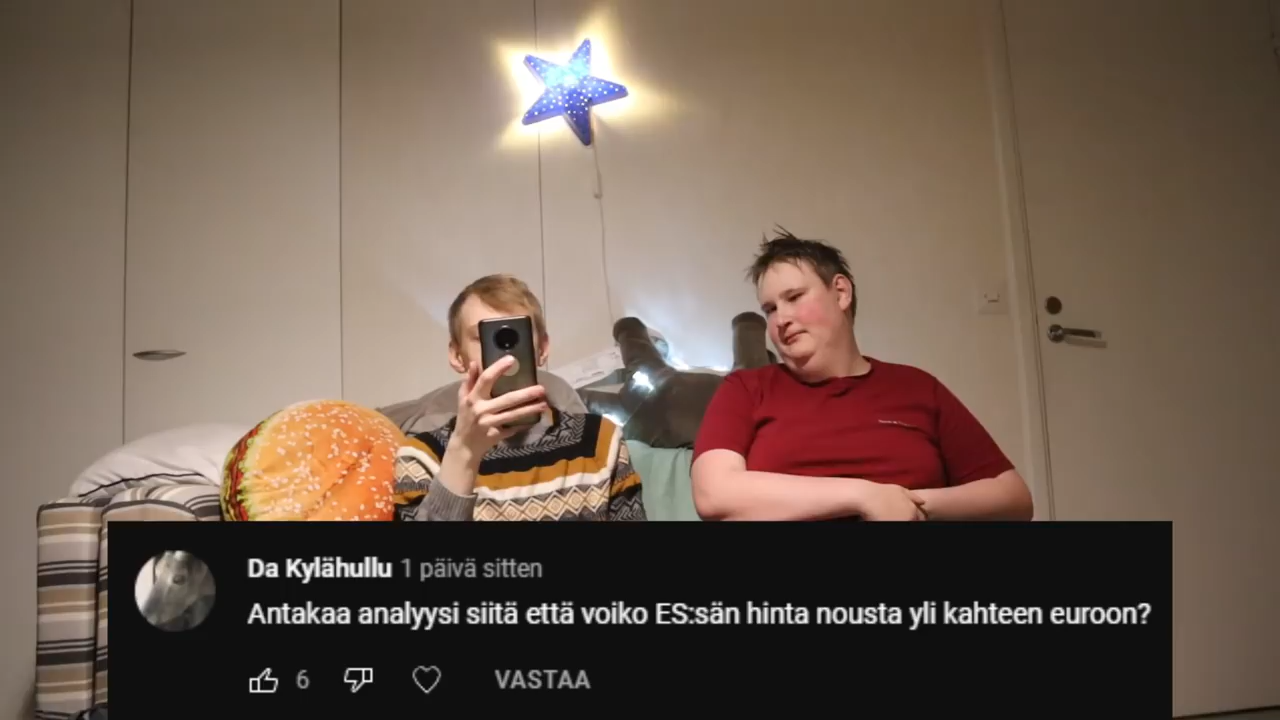 Da Kylähullu 1 päivä sitten
Antakaa analyysi siitä että voiko ES:sän hinta nousta yli kahteen euroon?
6 VASTAA